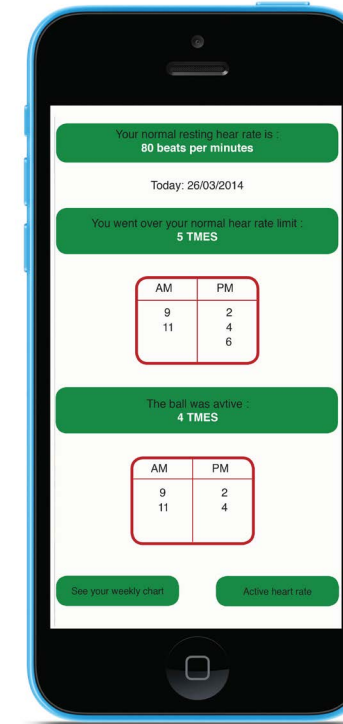 Your normal resting hear rate is :
80 beats per minutes
Today: 26/03/2014
You went over your normal hear rate limit :
5 TMES
AM PM
9 2
11 4
6
The ball was avtive :
4 TMES
AM PM
9 2
11 4
See your weekly chart Active heart rate